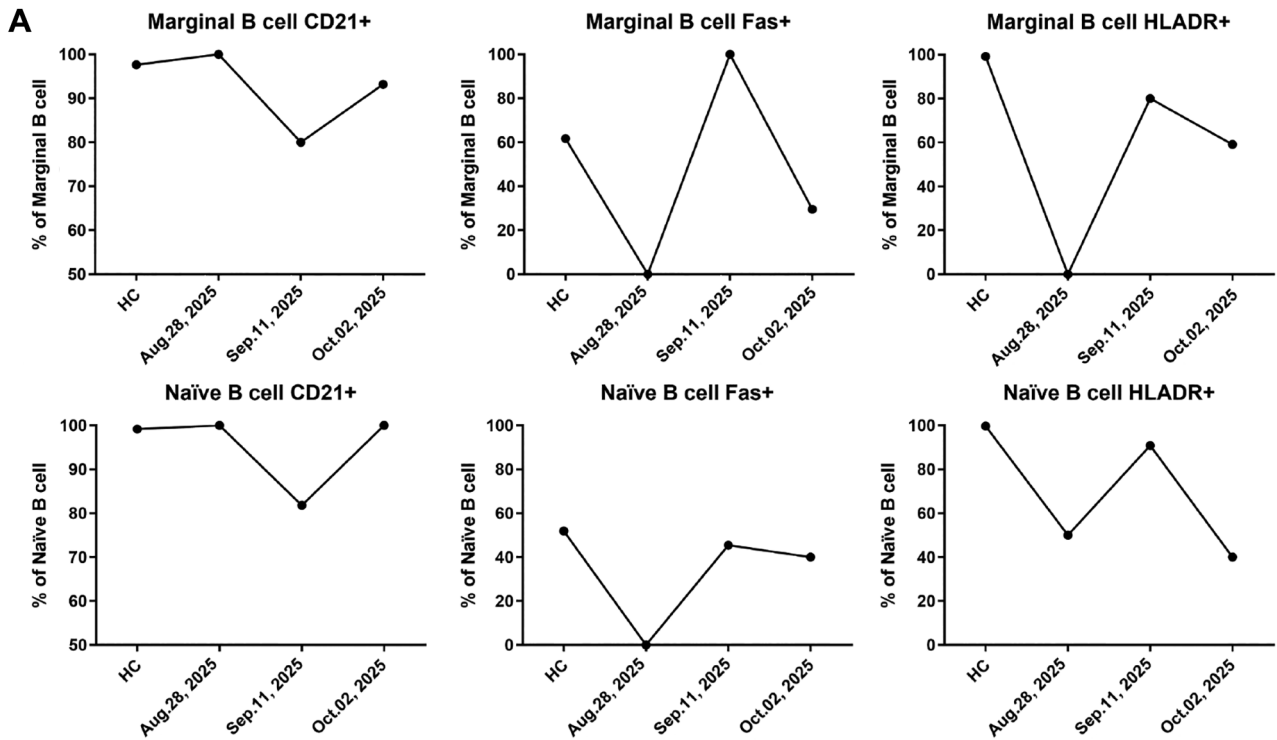 A
Marginal B cell CD21+
% of Marginal B cell
100
90
80
70
60
50
HC
Aug.28, 2025
Sep.11, 2025
Oct.02, 2025
Marginal B cell Fas+
% of Marginal B cell
100
80
60
40
20
0
HC
Aug.28, 2025
Sep.11, 2025
Oct.02, 2025
Marginal B cell HLADR+
% of Marginal B cell
100
80
60
40
20
0
HC
Aug.28, 2025
Sep.11, 2025
Oct.02, 2025
Naïve B cell CD21+
% of Naïve B cell
100
90
80
70
60
50
HC
Aug.28, 2025
Sep.11, 2025
Oct.02, 2025
Naïve B cell Fas+
% of Naïve B cell
100
80
60
40
20
0
HC
Aug.28, 2025
Sep.11, 2025
Oct.02, 2025
Naïve B cell HLADR+
% of Naïve B cell
100
80
60
40
20
0
HC
Aug.28, 2025
Sep.11, 2025
Oct.02, 2025